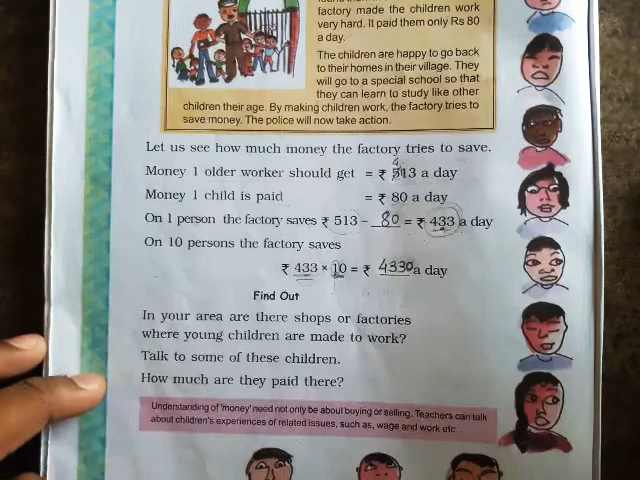 factory made the children work
very hard. It paid them only Rs 80
a day.
The children are happy to go back
to their homes in their village. They
will go to a special school so that
they can learn to study like other
children their age. By making children work, the factory tries to
save money. The police will now take action.
Let us see how much money the factory tries to save.
4
Money 1 older worker should get = ₹ 513 a day
Money 1 child is paid = ₹ 80 a day
On 1 person the factory saves ₹ 513 – 80 = ₹ 433 a day
On 10 persons the factory saves
₹ 433 × 10 = ₹ 4330 a day
Find Out
In your area are there shops or factories
where young children are made to work?
Talk to some of these children.
How much are they paid there?
Understanding of 'money' need not only be about buying or selling. Teachers can talk
about children's experiences of related issues, such as, wage and work etc.